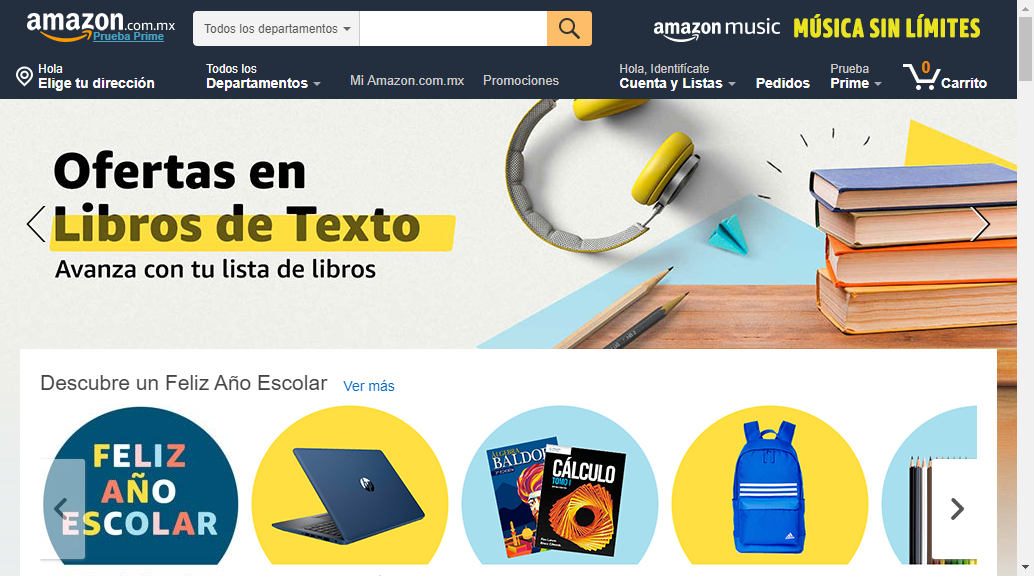 amazon.com.mx
Prueba Prime
Todos los departamentos
amazon music MÚSICA SIN LÍMITES
Hola
Elige tu dirección
Todos los
Departamentos
Mi Amazon.com.mx
Promociones
Hola, Identifícate
Cuenta y Listas
Pedidos
Prueba
Prime
0
Carrito
Ofertas en
Libros de Texto
Avanza con tu lista de libros
Descubre un Feliz Año Escolar Ver más
FELIZ
AÑO
ESCOLAR
hp
ÁLGEBRA
BALDOR
CÁLCULO
TOMO I
adidas